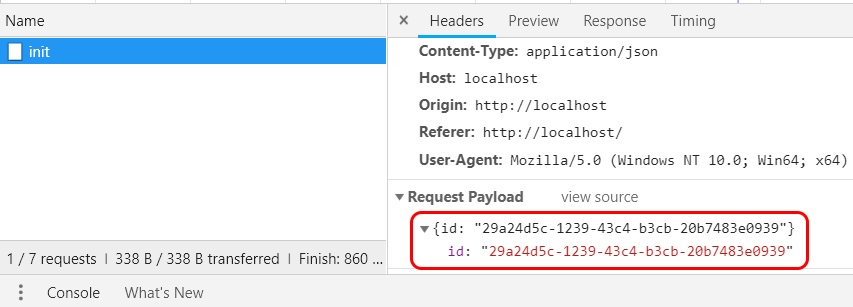 Name
init
1 / 7 requests | 338 B / 338 B transferred | Finish: 860 ...
× Headers Preview Response Timing
Content-Type: application/json
Host: localhost
Origin: http://localhost
Referer: http://localhost/
User-Agent: Mozilla/5.0 (Windows NT 10.0; Win64; x64)
▼Request Payload view source
▼{id: "29a24d5c-1239-43c4-b3cb-20b7483e0939"}
id: "29a24d5c-1239-43c4-b3cb-20b7483e0939"
Console What's New